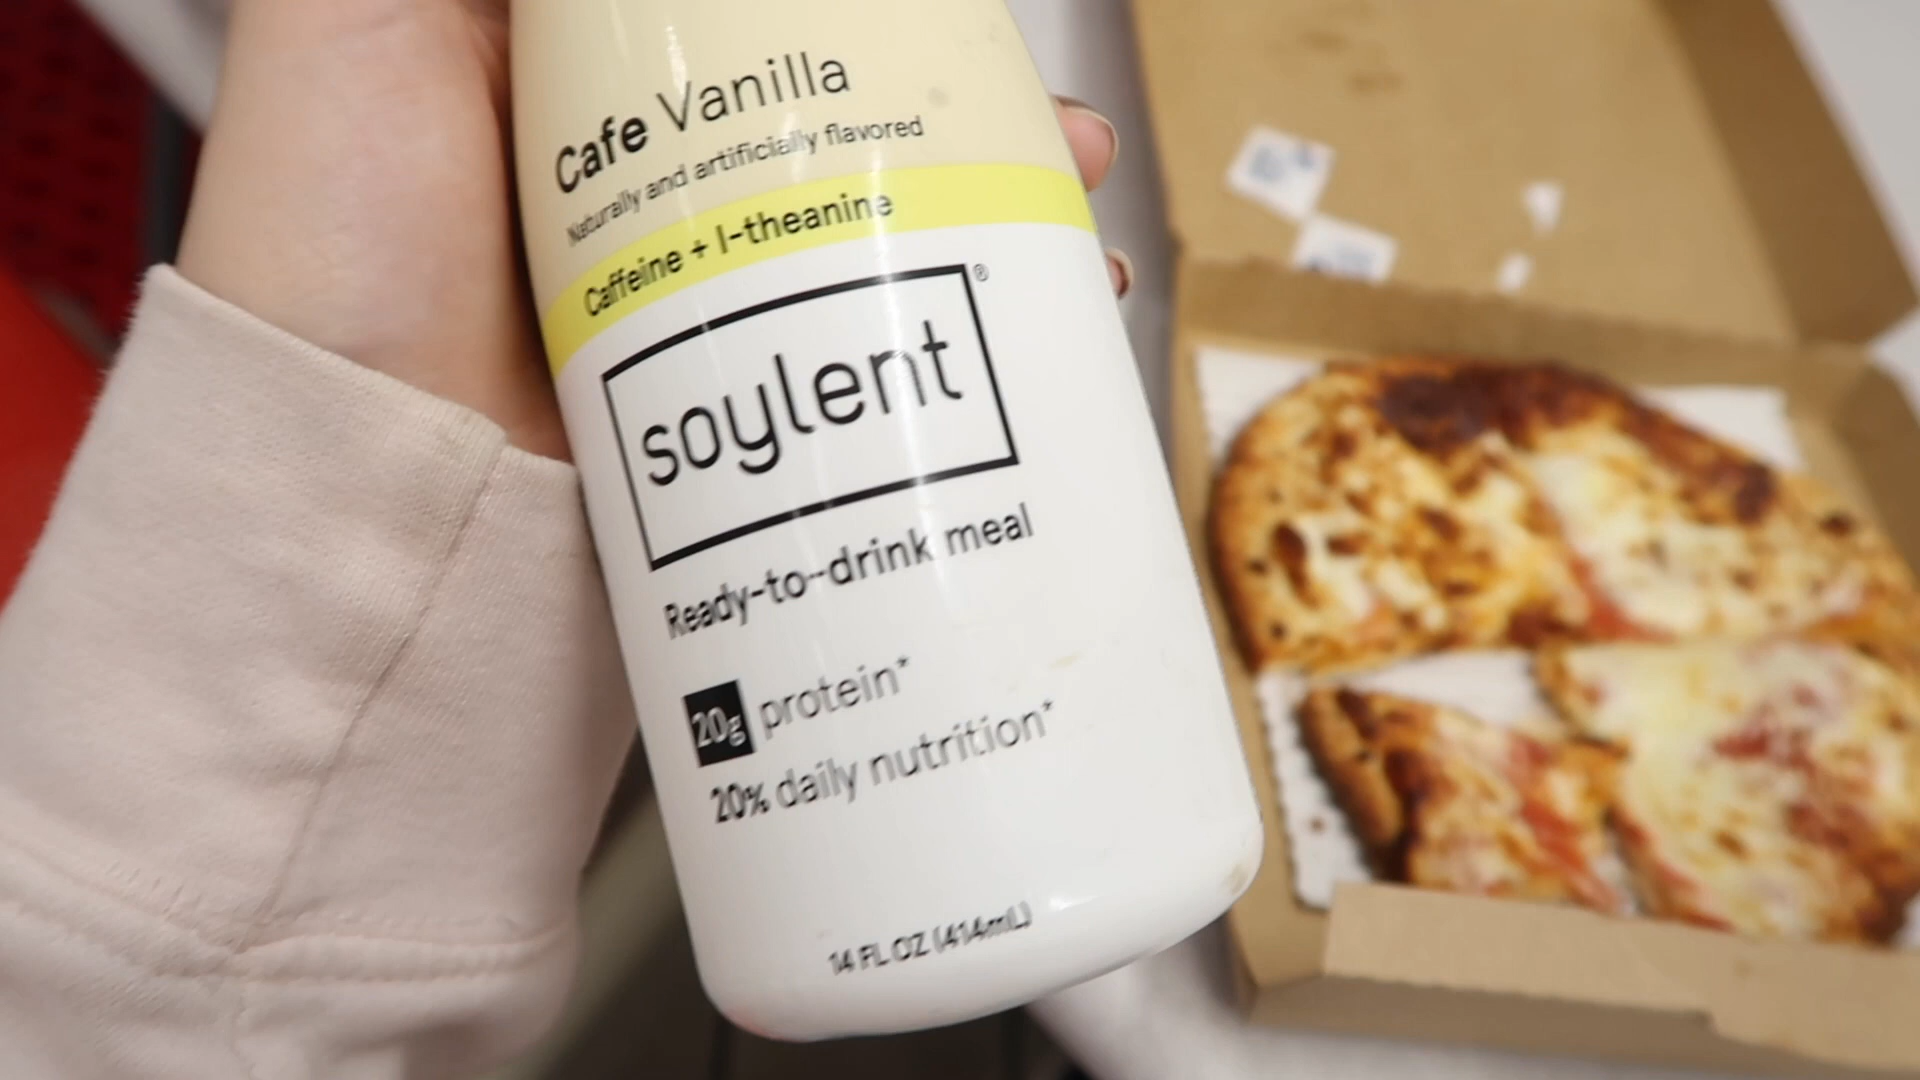 Cafe Vanilla
Naturally and artificially flavored
Caffeine + l-theanine
soylent®
Ready-to-drink meal
20g protein*
20% daily nutrition*
14 FL OZ (414mL)